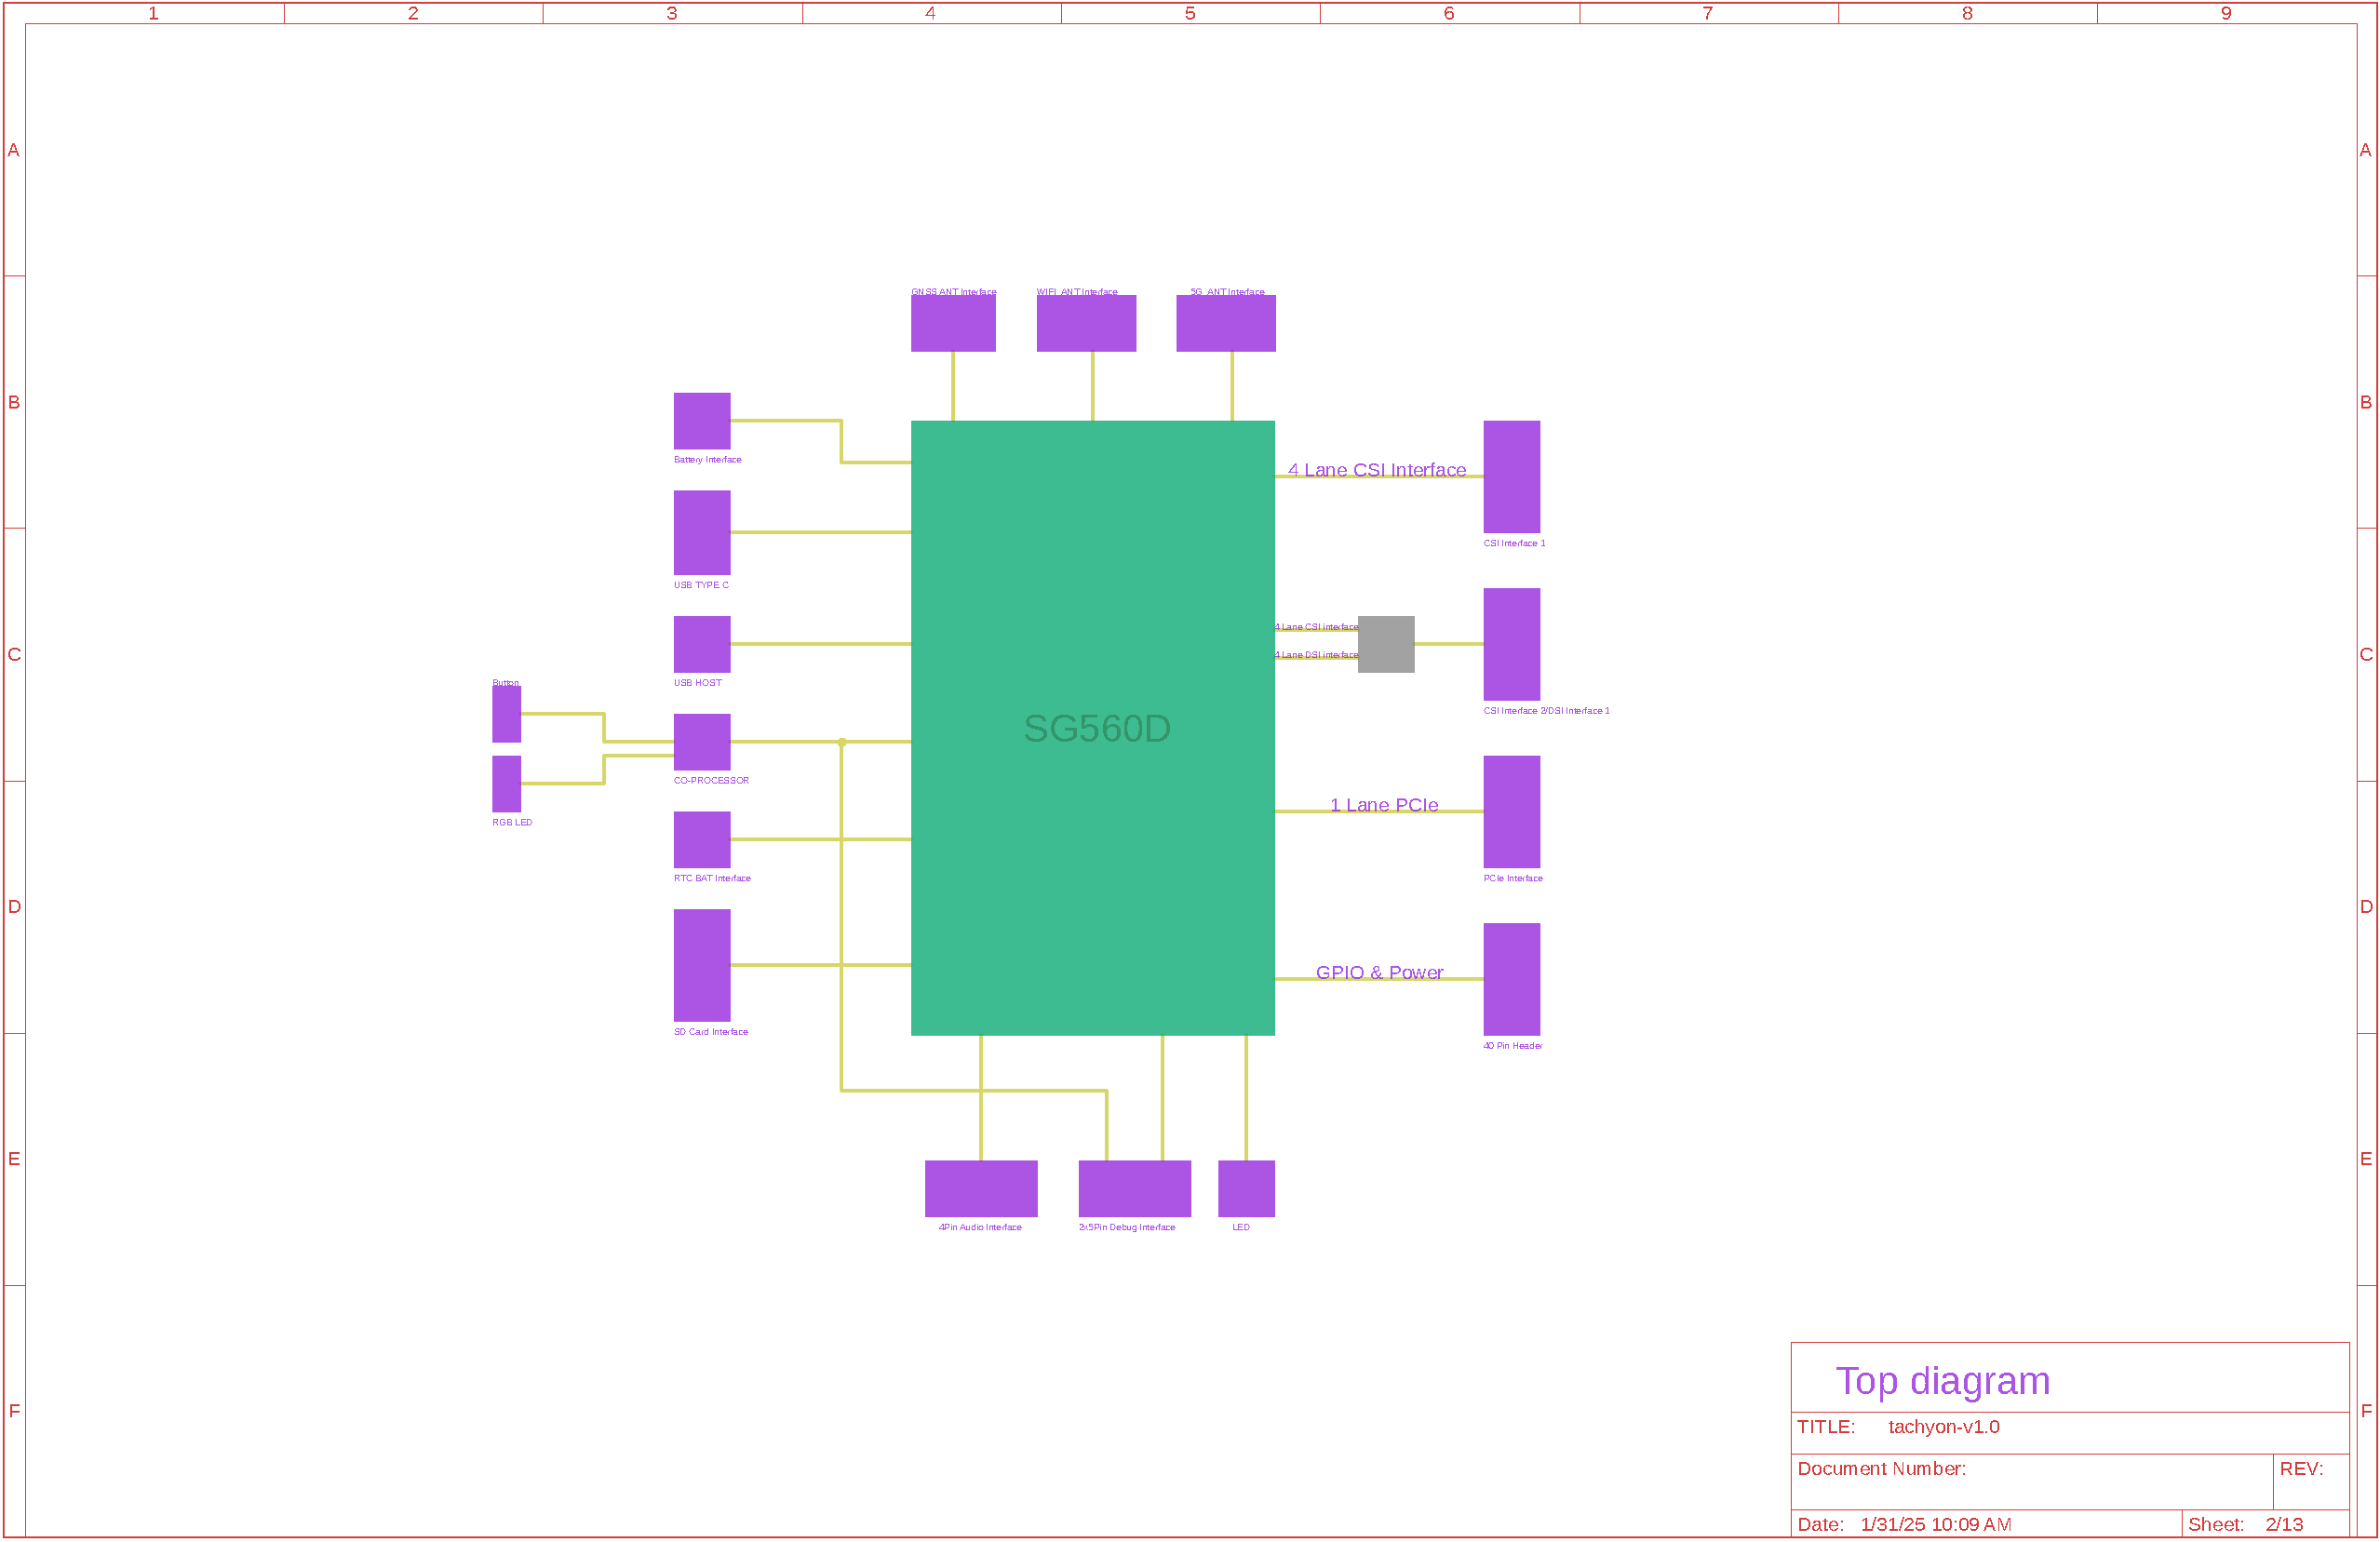 1 2 3 4 5 6 7 8 9
A A
GNSS ANT Interface WIFI_ANT Interface 5G_ANT Interface
B B
Battery Interface
4 Lane CSI Interface
CSI Interface 1
USB TYPE C
4 Lane CSI interface
4 Lane DSI interface
C C
USB HOST
Button
CSI Interface 2/DSI Interface 1
SG560D
CO-PROCESSOR
1 Lane PCIe
RGB LED
RTC BAT Interface
PCIe Interface
D D
GPIO & Power
SD Card Interface
40 Pin Header
E E
4Pin Audio Interface 2x5Pin Debug Interface LED
Top diagram
F F
TITLE: tachyon-v1.0
Document Number: REV:
Date: 1/31/25 10:09 AM Sheet: 2/13